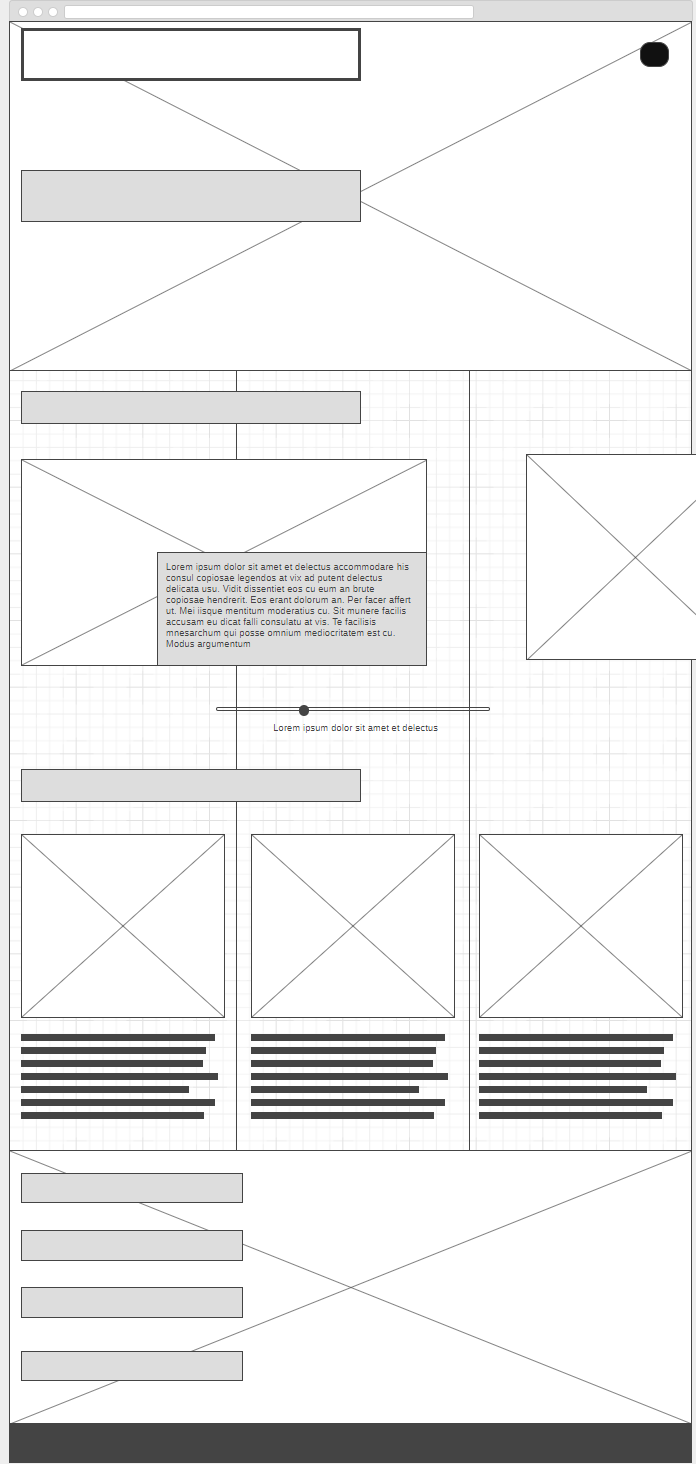 Lorem ipsum dolor sit amet et delectus accommodare his
consul copiosae legendos at vix ad putent delectus
delicata usu. Vidit dissentiet eos cu eum an brute
copiosae hendrerit. Eos erant dolorum an. Per facer affert
ut. Mei iisque mentitum moderatius cu. Sit munere facilis
accusam eu dicat falli consulatu at vis. Te facilisis
mnesarchum qui posse omnium mediocritatem est cu.
Modus argumentum
Lorem ipsum dolor sit amet et delectus